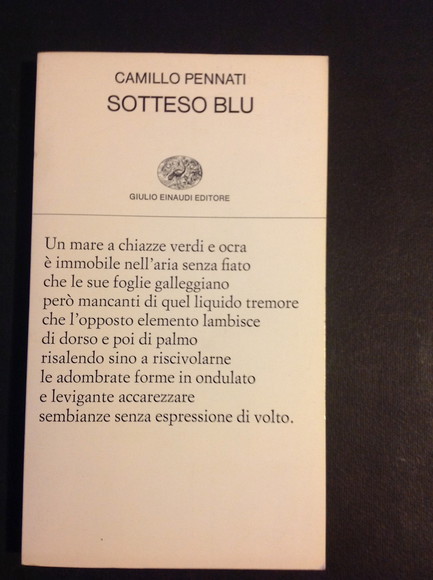 CAMILLO PENNATI
SOTTESO BLU
GIULIO EINAUDI EDITORE
Un mare a chiazze verdi e ocra
è immobile nell'aria senza fiato
che le sue foglie galleggiano
però mancanti di quel liquido tremore
che l'opposto elemento lambisce
di dorso e poi di palmo
risalendo sino a riscivolarne
le adombrate forme in ondulato
e levigante accarezzare
sembianze senza espressione di volto.